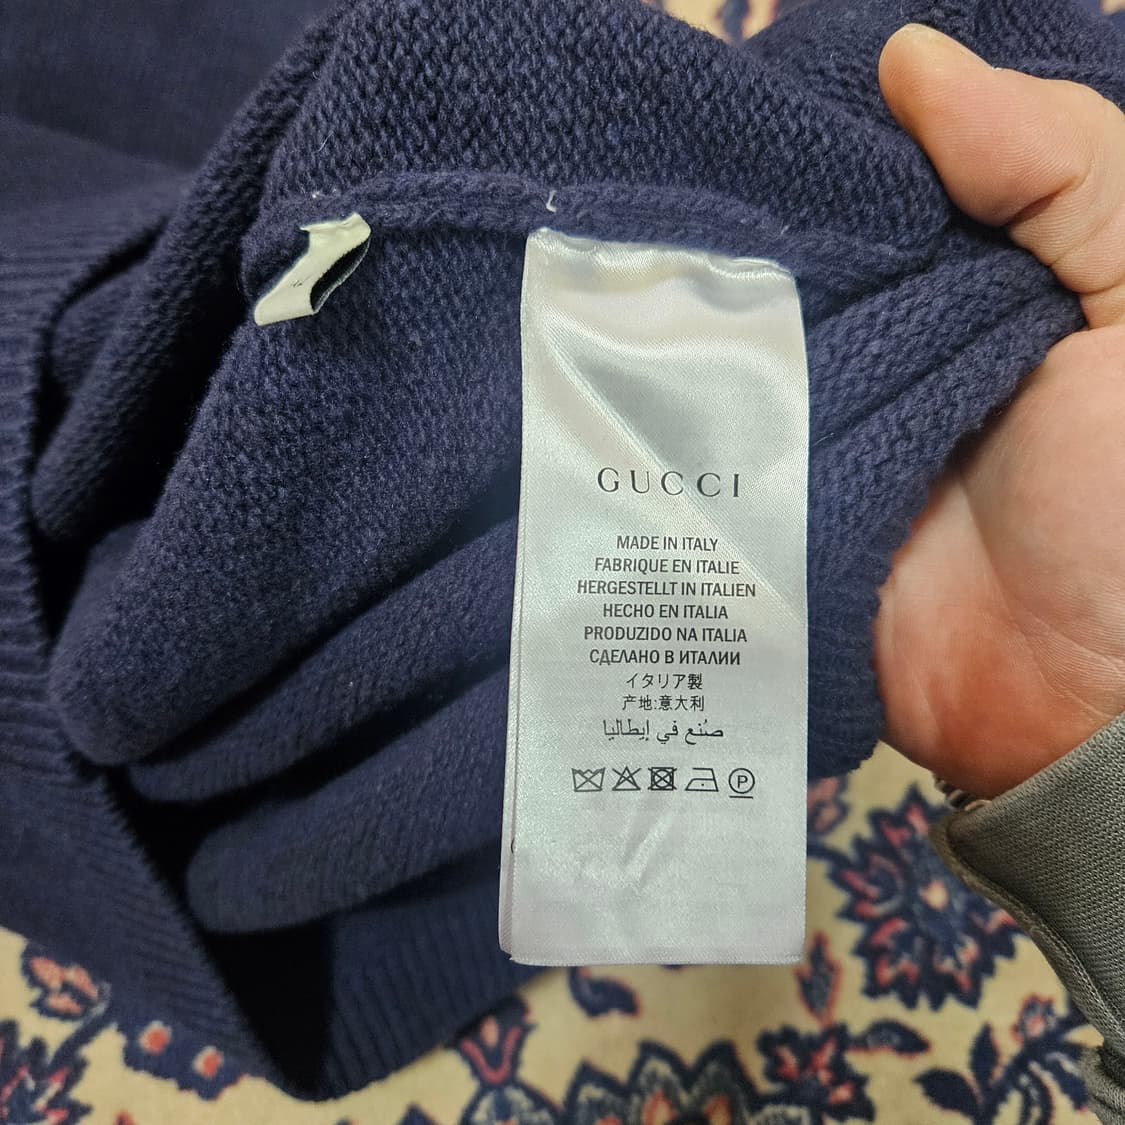 GUCCI
MADE IN ITALY
FABRIQUE EN ITALIE
HERGESTELLT IN ITALIEN
HECHO EN ITALIA
PRODUZIDO NA ITALIA
СДЕЛАНО В ИТАЛИИ
イタリア製
产地:意大利
صُنع في إيطاليا
P